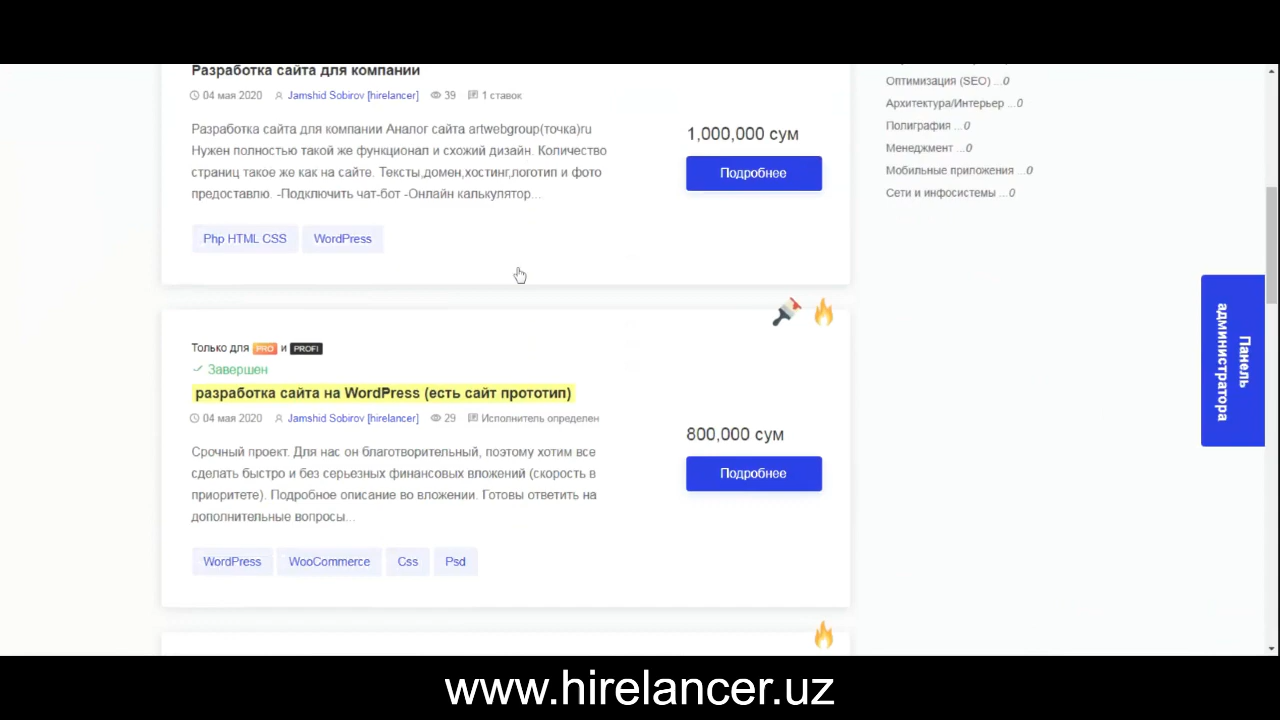 Разработка сайта для компании
04 мая 2020 Jamshid Sobirov [hirelancer] 39 1 ставок
Разработка сайта для компании Аналог сайта artwebgroup(точка)ru
Нужен полностью такой же функционал и схожий дизайн. Количество
страниц такое же как на сайте. Тексты,домен,хостинг,логотип и фото
предоставлю. -Подключить чат-бот -Онлайн калькулятор...
Php HTML CSS WordPress
1,000,000 сум
Подробнее
Только для PRO и PROFI
Завершен
разработка сайта на WordPress (есть сайт прототип)
04 мая 2020 Jamshid Sobirov [hirelancer] 29 Исполнитель определен
Срочный проект. Для нас он благотворительный, поэтому хотим все
сделать быстро и без серьезных финансовых вложений (скорость в
приоритете). Подробное описание во вложении. Готовы ответить на
дополнительные вопросы...
WordPress WooCommerce Css Psd
800,000 сум
Подробнее
Оптимизация (SEO) ...0
Архитектура/Интерьер ...0
Полиграфия ...0
Менеджмент ...0
Мобильные приложения ...0
Сети и инфосистемы ...0
Панель
администратора
www.hirelancer.uz